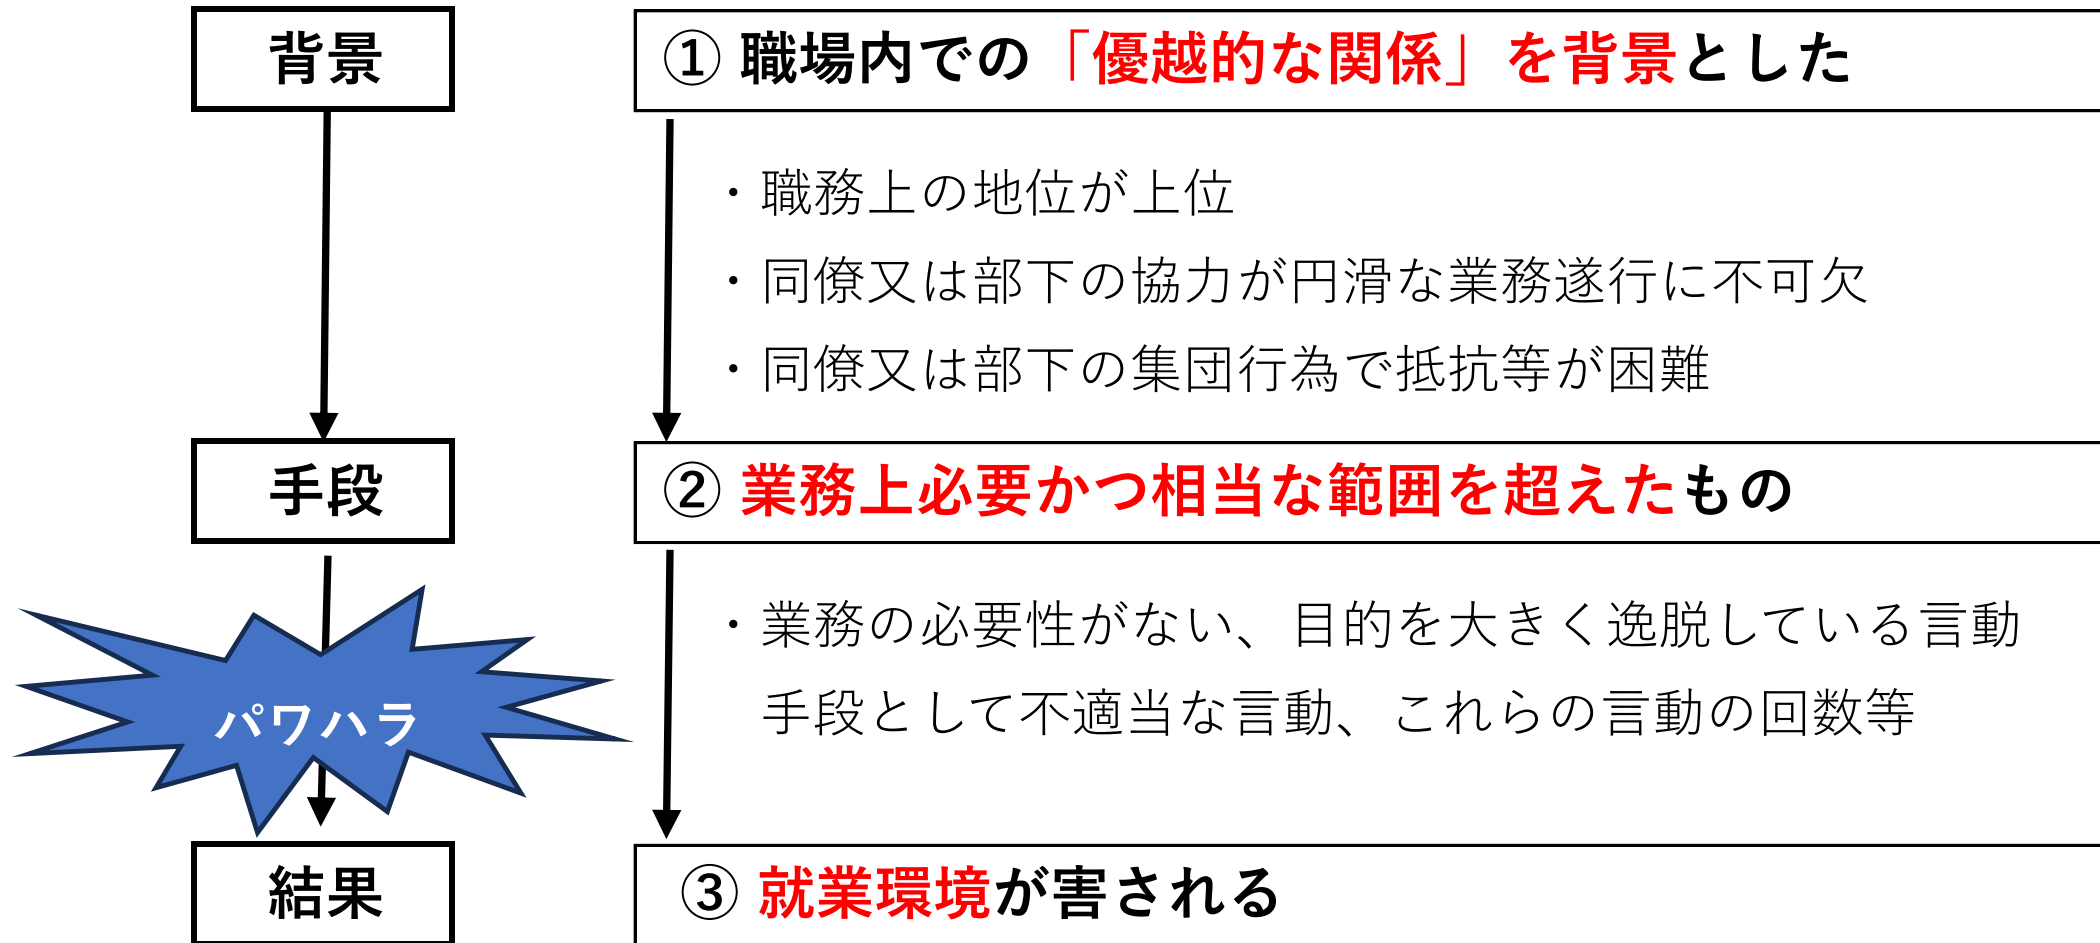 背景
① 職場内での「優越的な関係」を背景とした
・職務上の地位が上位
・同僚又は部下の協力が円滑な業務遂行に不可欠
・同僚又は部下の集団行為で抵抗等が困難
手段
② 業務上必要かつ相当な範囲を超えたもの
・業務の必要性がない、目的を大きく逸脱している言動
手段として不適当な言動、これらの言動の回数等
パワハラ
結果
③ 就業環境が害される